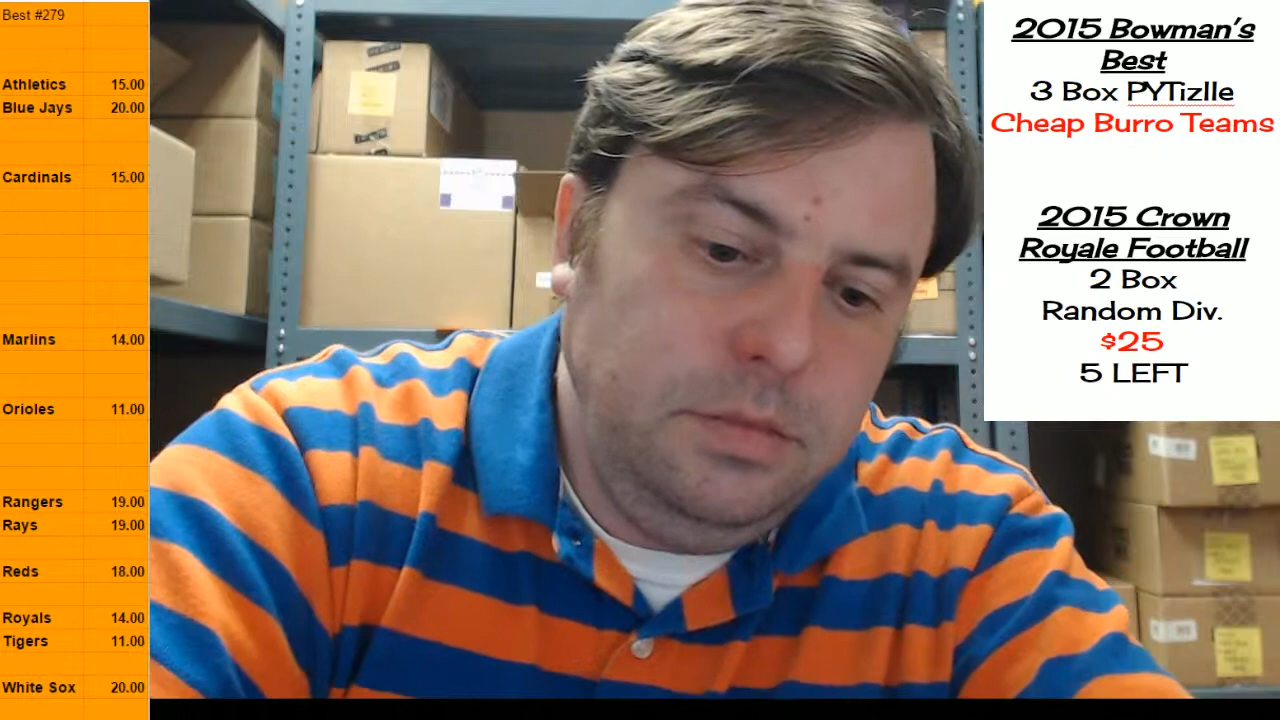 Best #279
Athletics 15.00
Blue Jays 20.00
Cardinals 15.00
Marlins 14.00
Orioles 11.00
Rangers 19.00
Rays 19.00
Reds 18.00
Royals 14.00
Tigers 11.00
White Sox 20.00
2015 Bowman's
Best
3 Box PYTizlle
Cheap Burro Teams
2015 Crown
Royale Football
2 Box
Random Div.
$25
5 LEFT